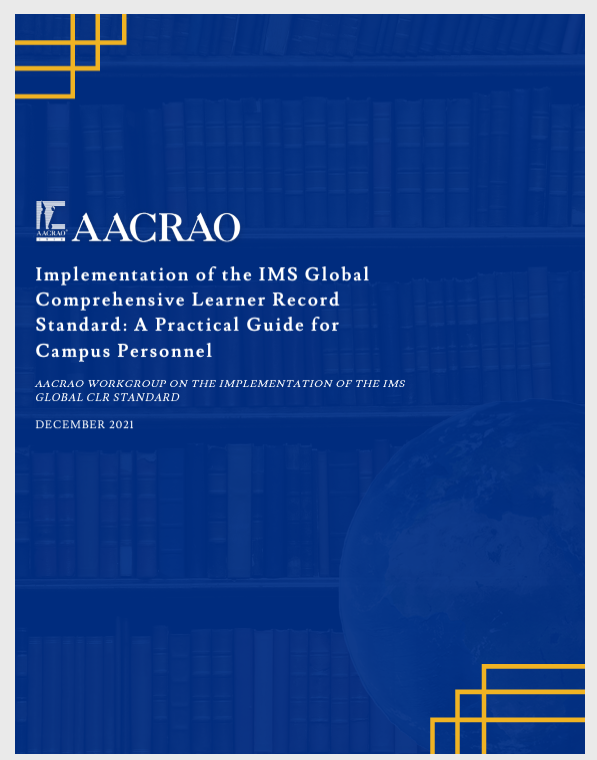 AACRAO
AACRAO
Implementation of the IMS Global
Comprehensive Learner Record
Standard: A Practical Guide for
Campus Personnel
AACRAO WORKGROUP ON THE IMPLEMENTATION OF THE IMS
GLOBAL CLR STANDARD
DECEMBER 2021